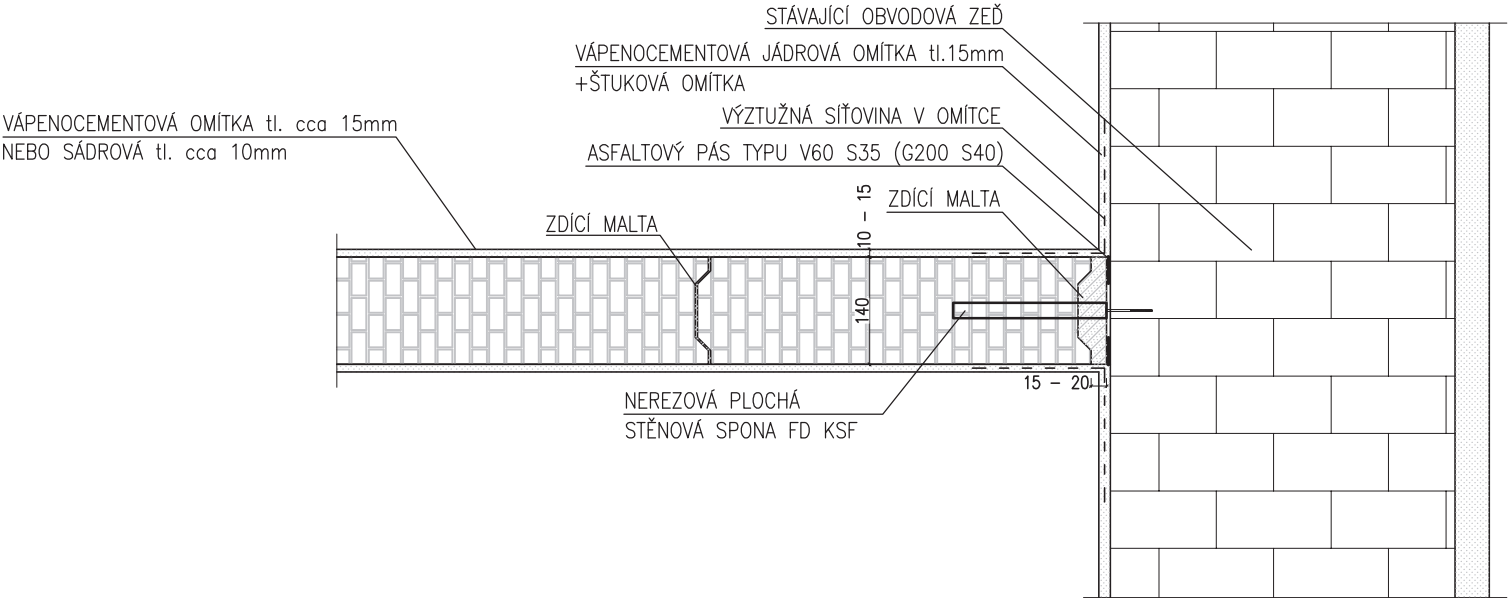 STÁVAJÍCÍ OBVODOVÁ ZEĎ
VÁPENOCEMENTOVÁ JÁDROVÁ OMÍTKA tl.15mm
+ŠTUKOVÁ OMÍTKA
VÝZTUŽNÁ SÍŤOVINA V OMÍTCE
VÁPENOCEMENTOVÁ OMÍTKA tl. cca 15mm
NEBO SÁDROVÁ tl. cca 10mm
ASFALTOVÝ PÁS TYPU V60 S35 (G200 S40)
ZDÍCÍ MALTA
ZDÍCÍ MALTA
10 - 15
140
15 - 20
NEREZOVÁ PLOCHÁ
STĚNOVÁ SPONA FD KSF